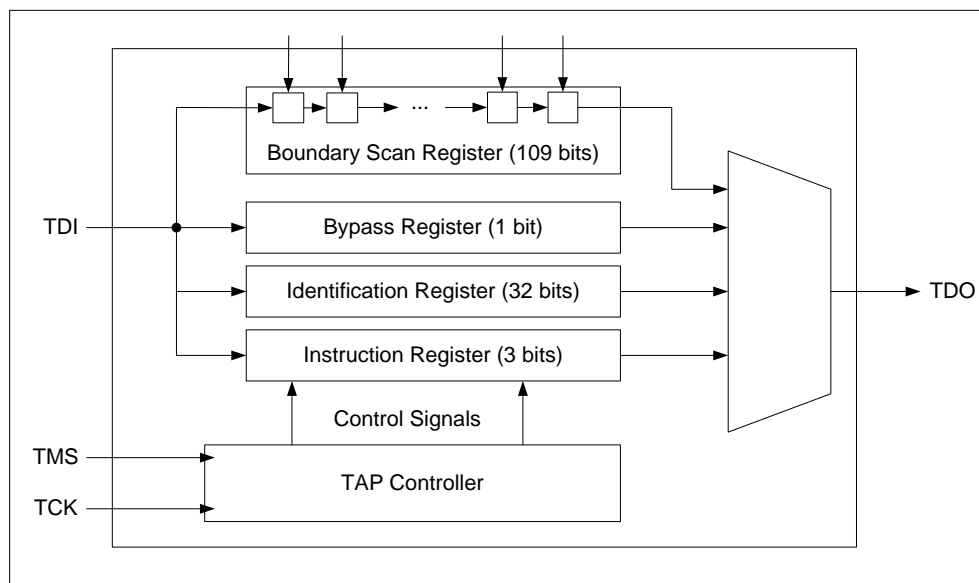 ...
Boundary Scan Register (109 bits)
TDI
Bypass Register (1 bit)
Identification Register (32 bits)
TDO
Instruction Register (3 bits)
Control Signals
TMS
TAP Controller
TCK